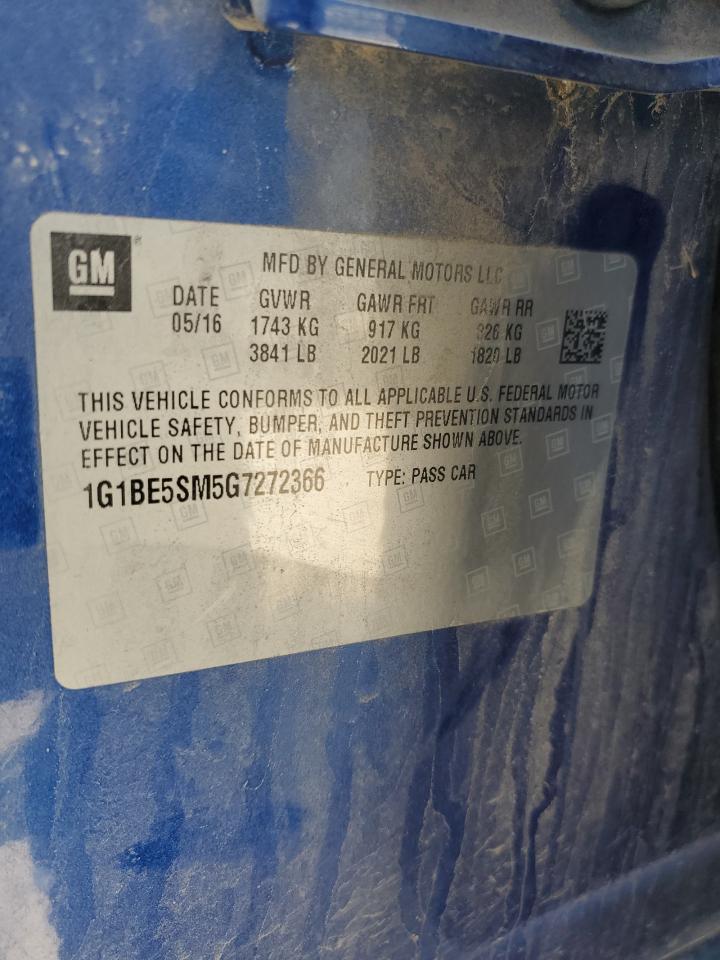 GM
MFD BY GENERAL MOTORS LLC
DATE GVWR GAWR FRT GAWR RR
05/16 1743 KG 917 KG 826 KG
3841 LB 2021 LB 1820 LB
THIS VEHICLE CONFORMS TO ALL APPLICABLE U.S. FEDERAL MOTOR
VEHICLE SAFETY, BUMPER, AND THEFT PREVENTION STANDARDS IN
EFFECT ON THE DATE OF MANUFACTURE SHOWN ABOVE.
1G1BE5SM5G7272366 TYPE: PASS CAR